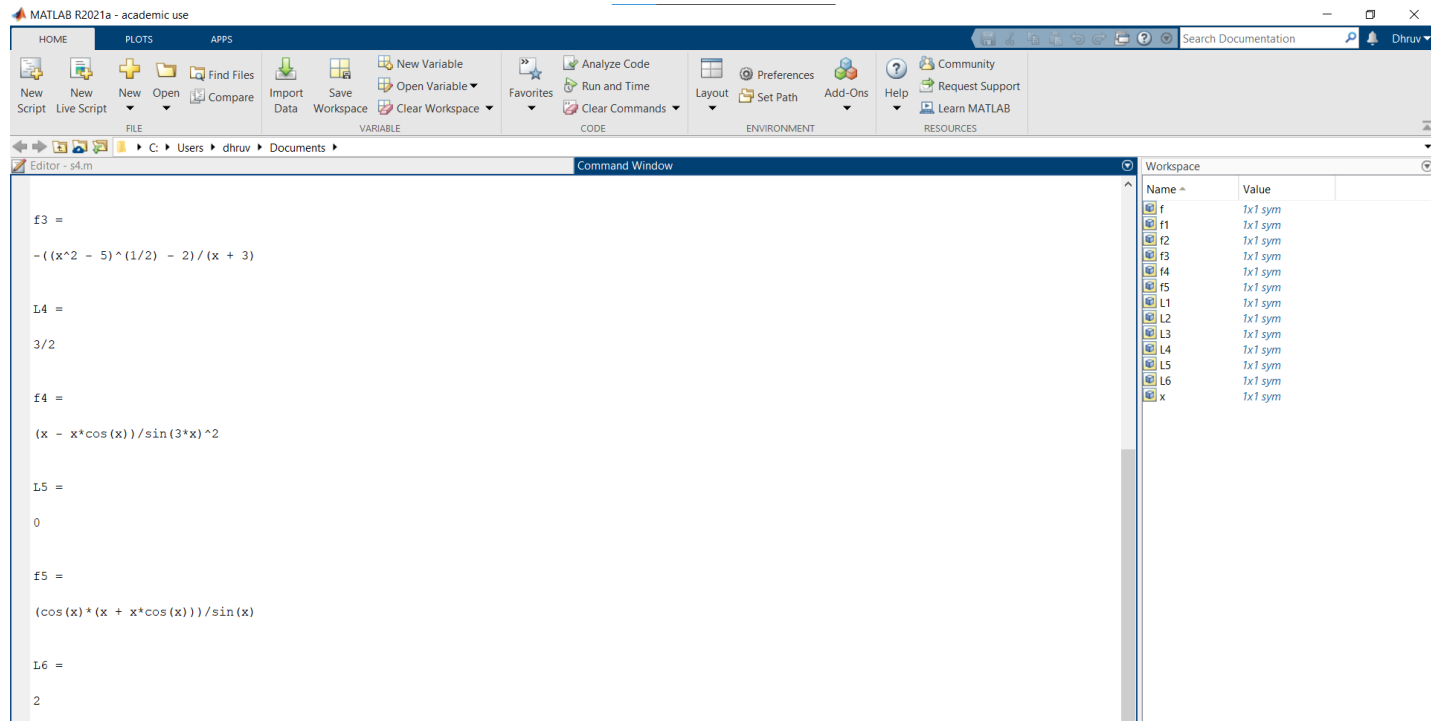 MATLAB R2021a - academic use
HOME PLOTS APPS
Search Documentation
Dhruv
New Script
New Live Script
New
Open
Find Files
Compare
FILE
Import Data
Save Workspace
New Variable
Open Variable
Clear Workspace
VARIABLE
Favorites
Analyze Code
Run and Time
Clear Commands
CODE
Layout
Preferences
Set Path
Add-Ons
ENVIRONMENT
Help
Community
Request Support
Learn MATLAB
RESOURCES
C: Users dhruv Documents
Editor - s4.m
Command Window
f3 =
-((x^2 - 5)^(1/2) - 2)/(x + 3)
L4 =
3/2
f4 =
(x - x*cos(x))/sin(3*x)^2
L5 =
0
f5 =
(cos(x)*(x + x*cos(x)))/sin(x)
L6 =
2
Workspace
Name Value
f 1x1 sym
f1 1x1 sym
f2 1x1 sym
f3 1x1 sym
f4 1x1 sym
f5 1x1 sym
L1 1x1 sym
L2 1x1 sym
L3 1x1 sym
L4 1x1 sym
L5 1x1 sym
L6 1x1 sym
x 1x1 sym